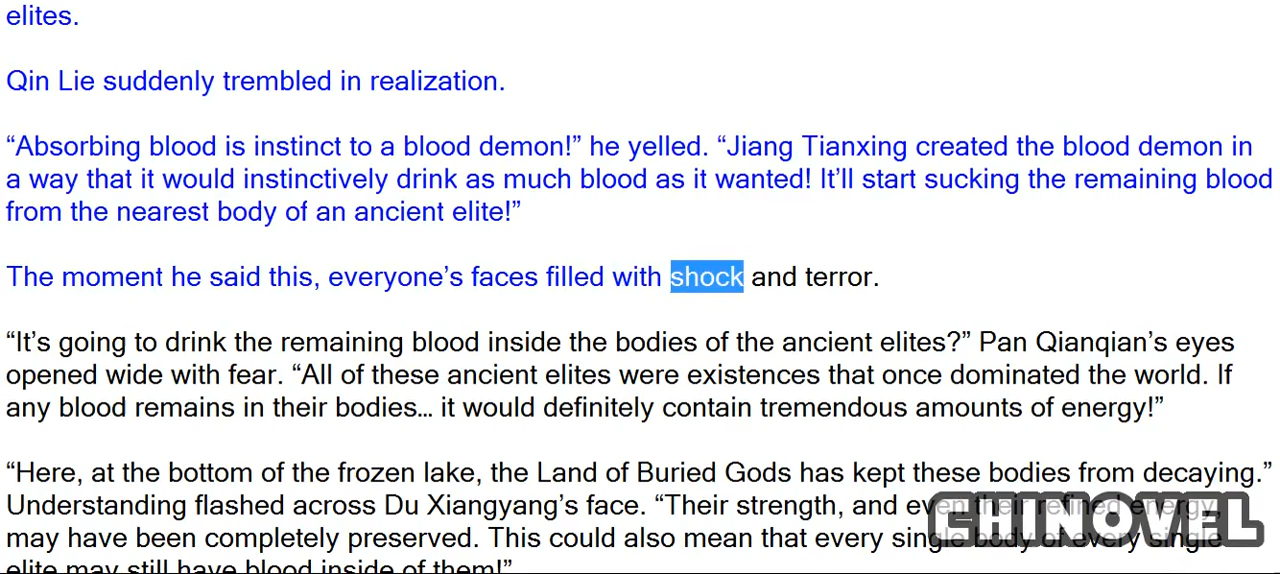 elites.
Qin Lie suddenly trembled in realization.
“Absorbing blood is instinct to a blood demon!” he yelled. “Jiang Tianxing created the blood demon in
a way that it would instinctively drink as much blood as it wanted! It’ll start sucking the remaining blood
from the nearest body of an ancient elite!”
The moment he said this, everyone’s faces filled with shock and terror.
“It’s going to drink the remaining blood inside the bodies of the ancient elites?” Pan Qianqian’s eyes
opened wide with fear. “All of these ancient elites were existences that once dominated the world. If
any blood remains in their bodies… it would definitely contain tremendous amounts of energy!”
“Here, at the bottom of the frozen lake, the Land of Buried Gods has kept these bodies from decaying.”
Understanding flashed across Du Xiangyang’s face. “Their strength, and even their refined energy,
may have been completely preserved. This could also mean that every single body of every single
elite may still have blood inside of them!”
CHINOVEL